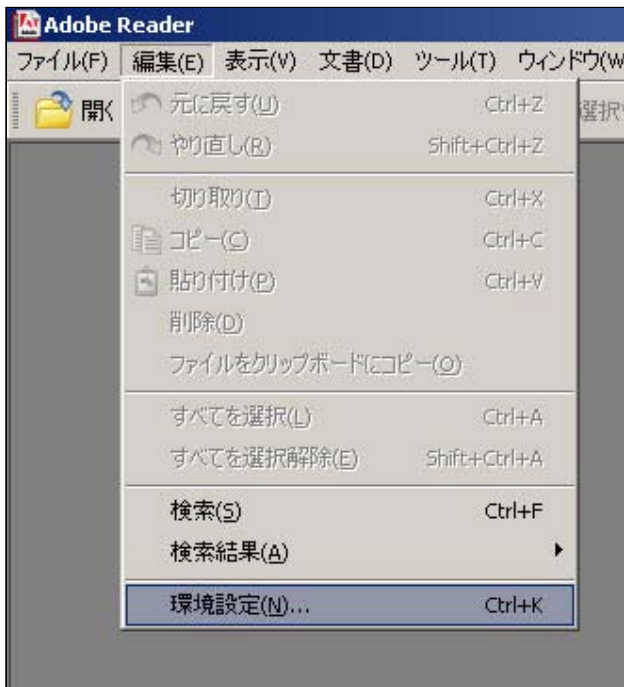 Adobe Reader
ファイル(F) 編集(E) 表示(V) 文書(D) ツール(T) ウィンドウ(W
開く 選択
元に戻す(U) Ctrl+Z
やり直し(R) Shift+Ctrl+Z
切り取り(T) Ctrl+X
コピー(C) Ctrl+C
貼り付け(P) Ctrl+V
削除(D)
ファイルをクリップボードにコピー(O)
すべてを選択(L) Ctrl+A
すべてを選択解除(E) Shift+Ctrl+A
検索(S) Ctrl+F
検索結果(A)
環境設定(N)... Ctrl+K